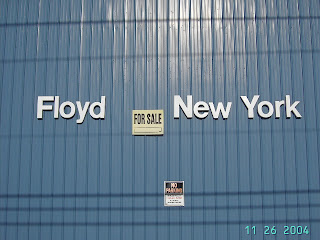 Floyd New York
FOR SALE
NO
PARKING
11 26 2004